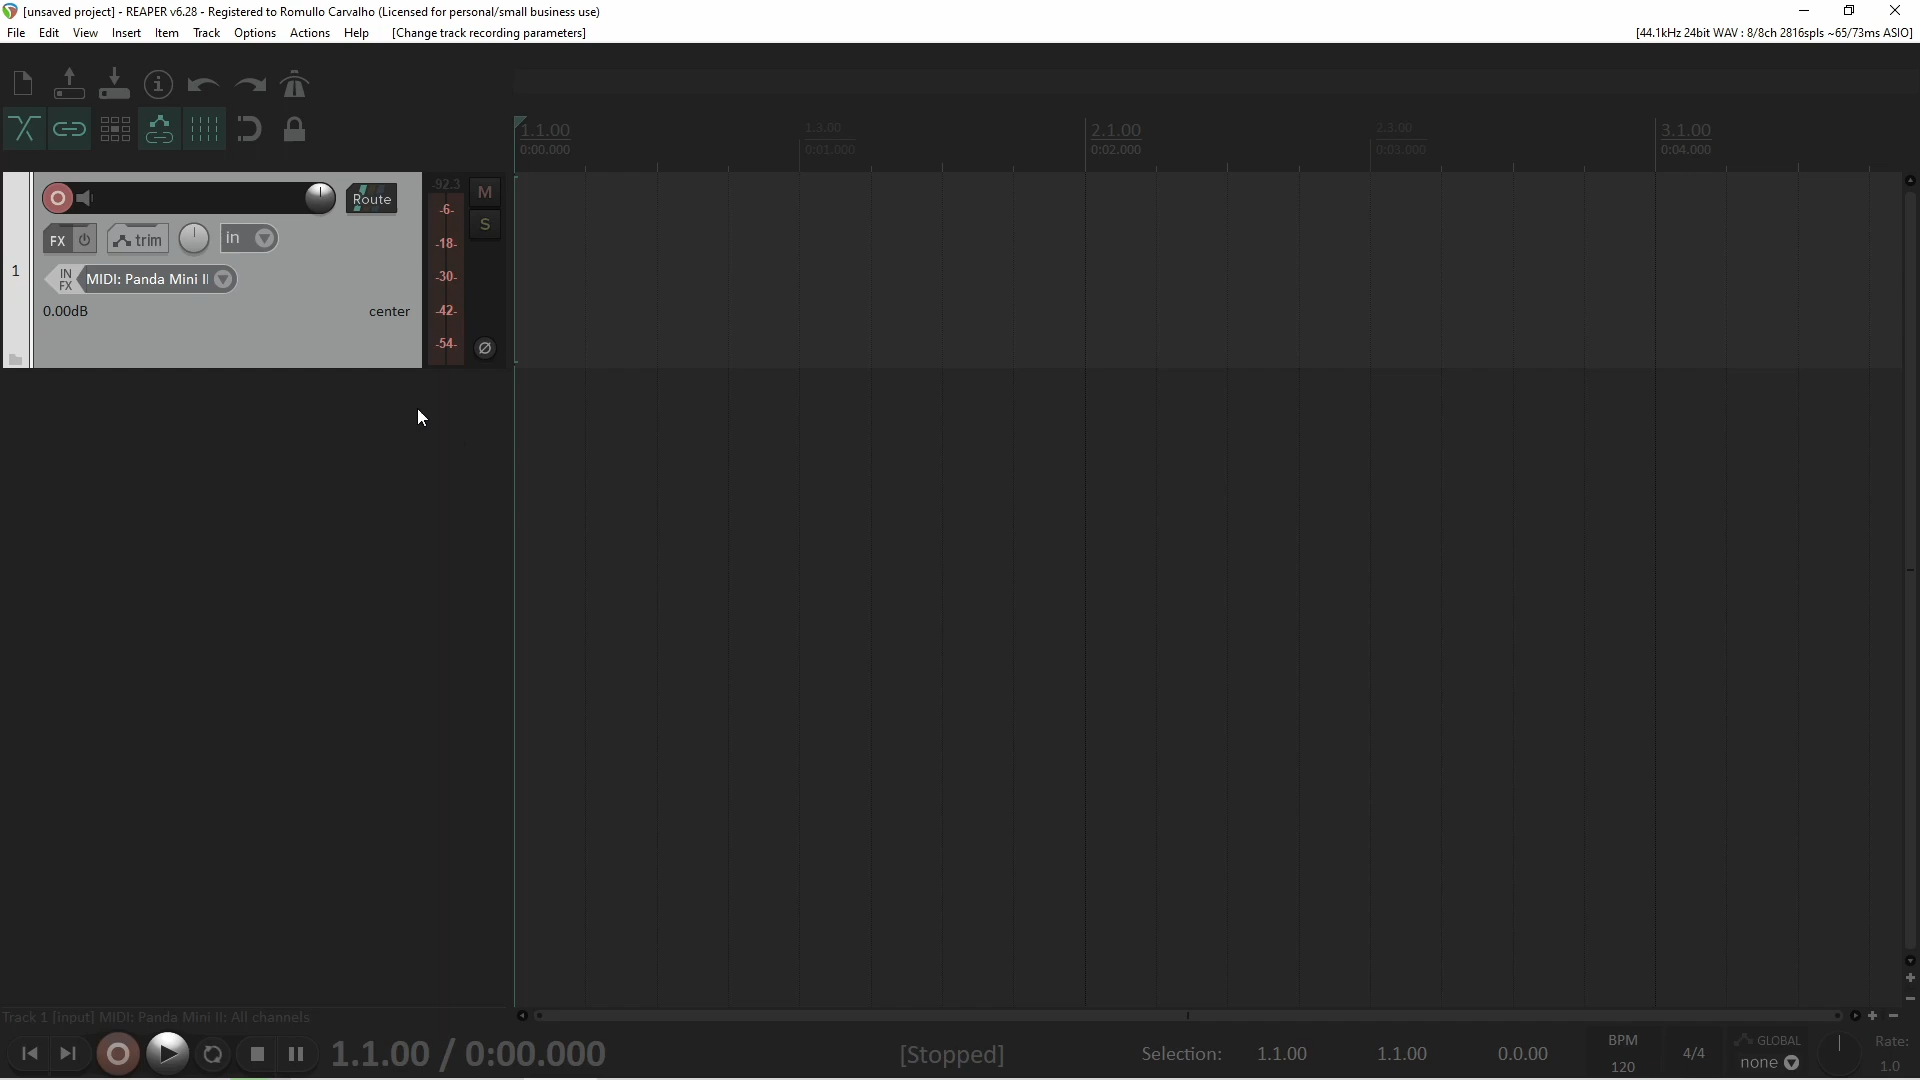 [unsaved project] - REAPER v6.28 - Registered to Romullo Carvalho (Licensed for personal/small business use)
File Edit View Insert Item Track Options Actions Help [Change track recording parameters] [44.1kHz 24bit WAV : 8/8ch 2816spls ~65/73ms ASIO]
1.1.00 1.3.00 2.1.00 2.3.00 3.1.00
0:00.000 0:01.000 0:02.000 0:03.000 0:04.000
Route -92.3 M
-6-
S
FX trim in -18-
1 IN FX MIDI: Panda Mini II -30-
0.00dB center -42-
-54-
Track 1 [input] MIDI: Panda Mini II: All channels
1.1.00 / 0:00.000 [Stopped] Selection: 1.1.00 1.1.00 0.0.00 BPM 120 4/4 GLOBAL none Rate: 1.0